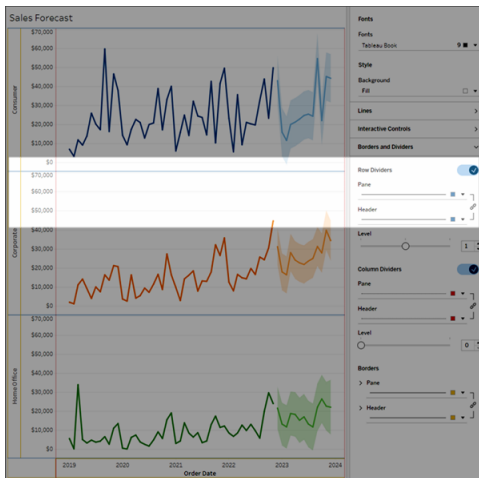 Sales Forecast
Consumer
$70,000
$60,000
$50,000
$40,000
$30,000
$20,000
$10,000
$0
Corporate
$70,000
$60,000
$50,000
$40,000
$30,000
$20,000
$10,000
$0
Home Office
$70,000
$60,000
$50,000
$40,000
$30,000
$20,000
$10,000
$0
2019 2020 2021 2022 2023 2024
Order Date
Fonts
Fonts
Tableau Book 9
Style
Background
Fill
Lines
Interactive Controls
Borders and Dividers
Row Dividers
Pane
Header
Level
1
Column Dividers
Pane
Header
Level
0
Borders
Pane
Header